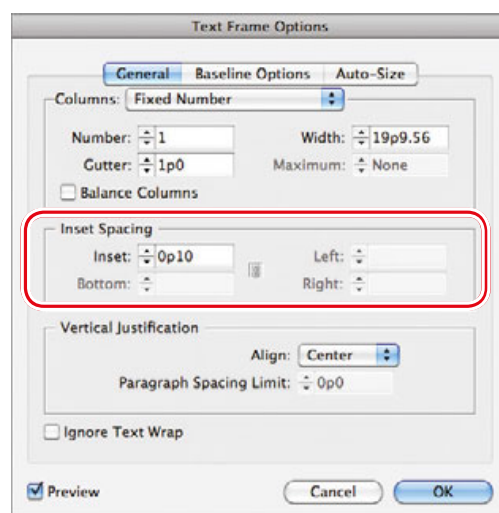 Text Frame Options
General Baseline Options Auto-Size
Columns: Fixed Number
Number: 1 Width: 19p9.56
Gutter: 1p0 Maximum: None
Balance Columns
Inset Spacing
Inset: 0p10 Left:
Bottom: Right:
Vertical Justification
Align: Center
Paragraph Spacing Limit: 0p0
Ignore Text Wrap
Preview Cancel OK